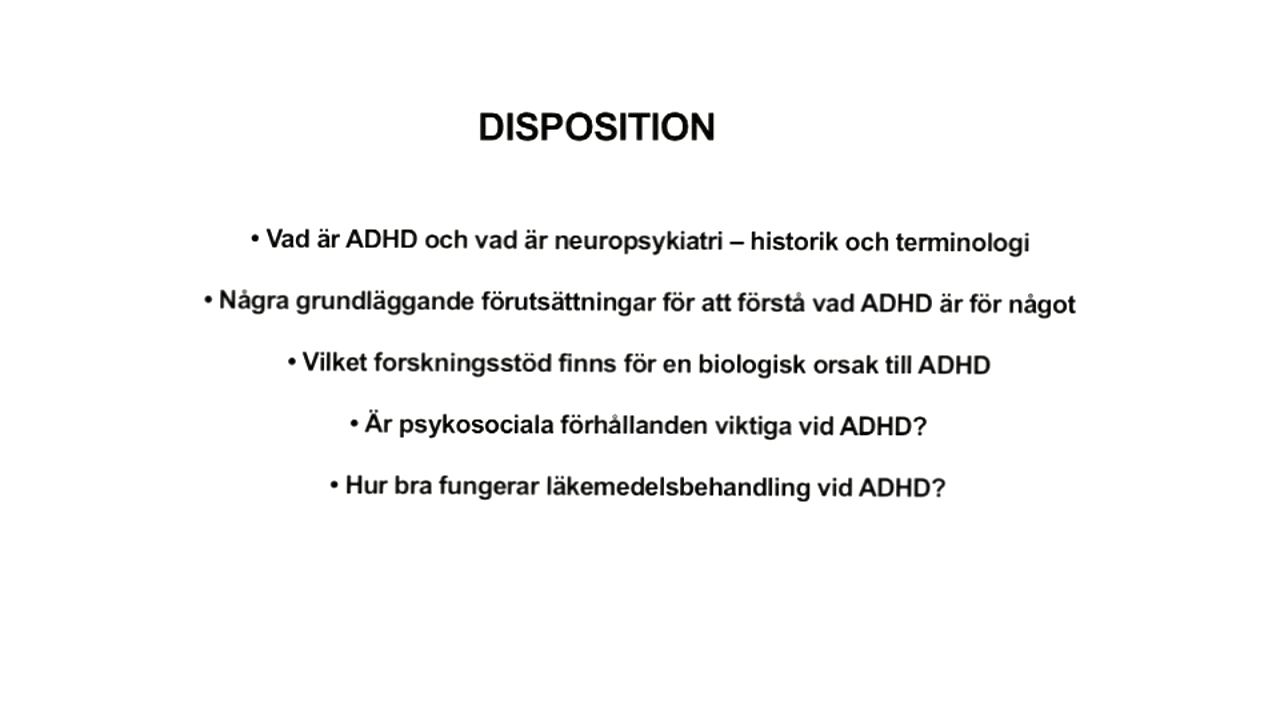 DISPOSITION
• Vad är ADHD och vad är neuropsykiatri – historik och terminologi
• Några grundläggande förutsättningar för att förstå vad ADHD är för något
• Vilket forskningsstöd finns för en biologisk orsak till ADHD
• Är psykosociala förhållanden viktiga vid ADHD?
• Hur bra fungerar läkemedelsbehandling vid ADHD?